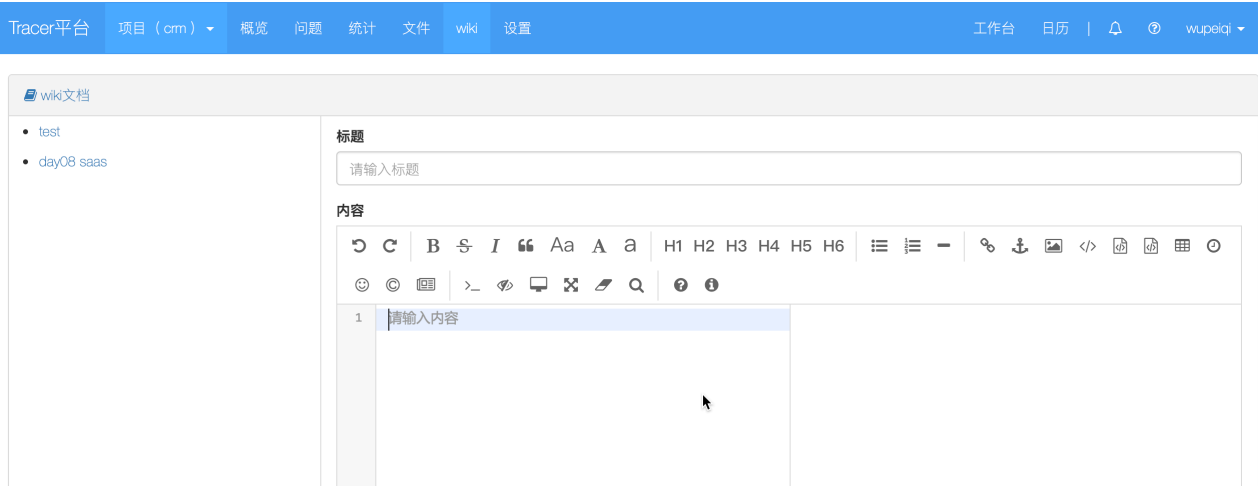 Tracer平台 项目（crm） 概览 问题 统计 文件 wiki 设置 工作台 日历 | wupeiqi
wiki文档
test
day08 saas
标题
请输入标题
内容
B S I Aa A a H1 H2 H3 H4 H5 H6
1 请输入内容